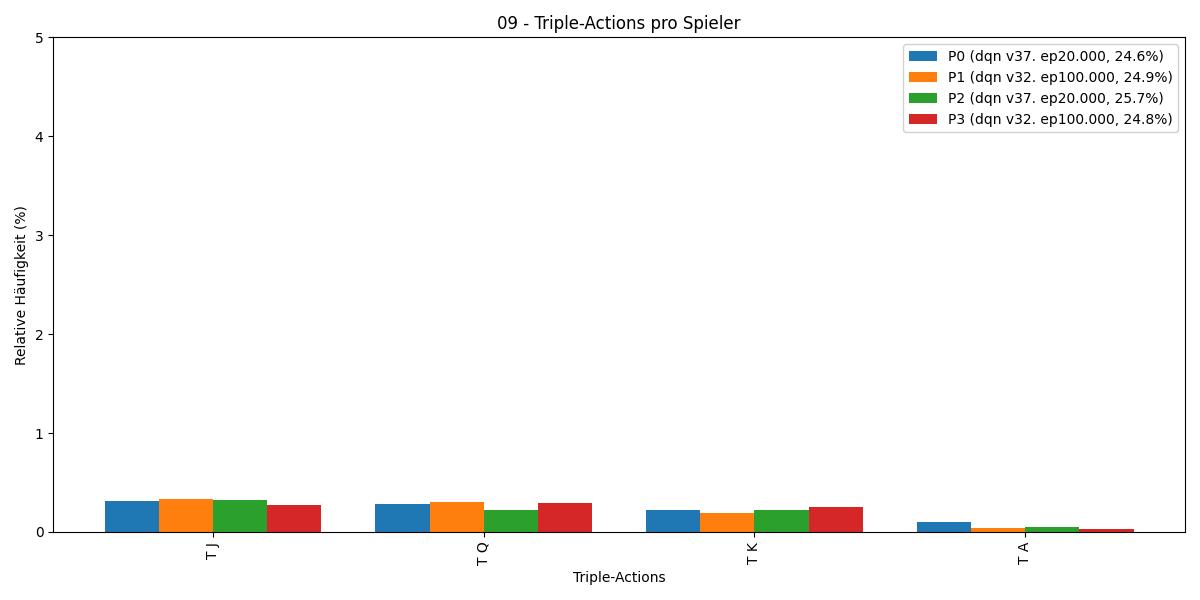 09 - Triple-Actions pro Spieler
P0 (dqn v37. ep20.000, 24.6%)
P1 (dqn v32. ep100.000, 24.9%)
P2 (dqn v37. ep20.000, 25.7%)
P3 (dqn v32. ep100.000, 24.8%)
Relative Häufigkeit (%)
5
4
3
2
1
0
T J
T Q
T K
T A
Triple-Actions